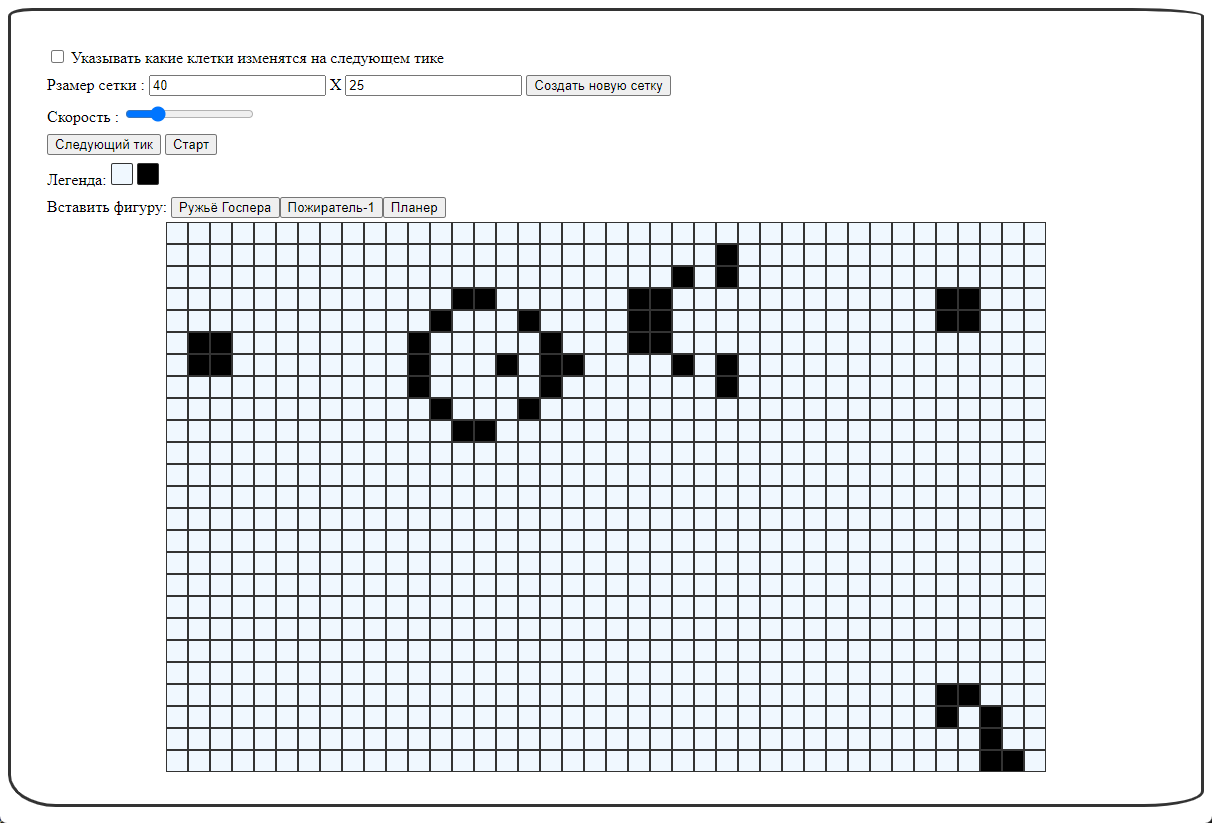 Указывать какие клетки изменятся на следующем тике
Рзамер сетки : 40 X 25 Создать новую сетку
Скорость :
Следующий тик Старт
Легенда:
Вставить фигуру: Ружьё Госпера Пожиратель-1 Планер